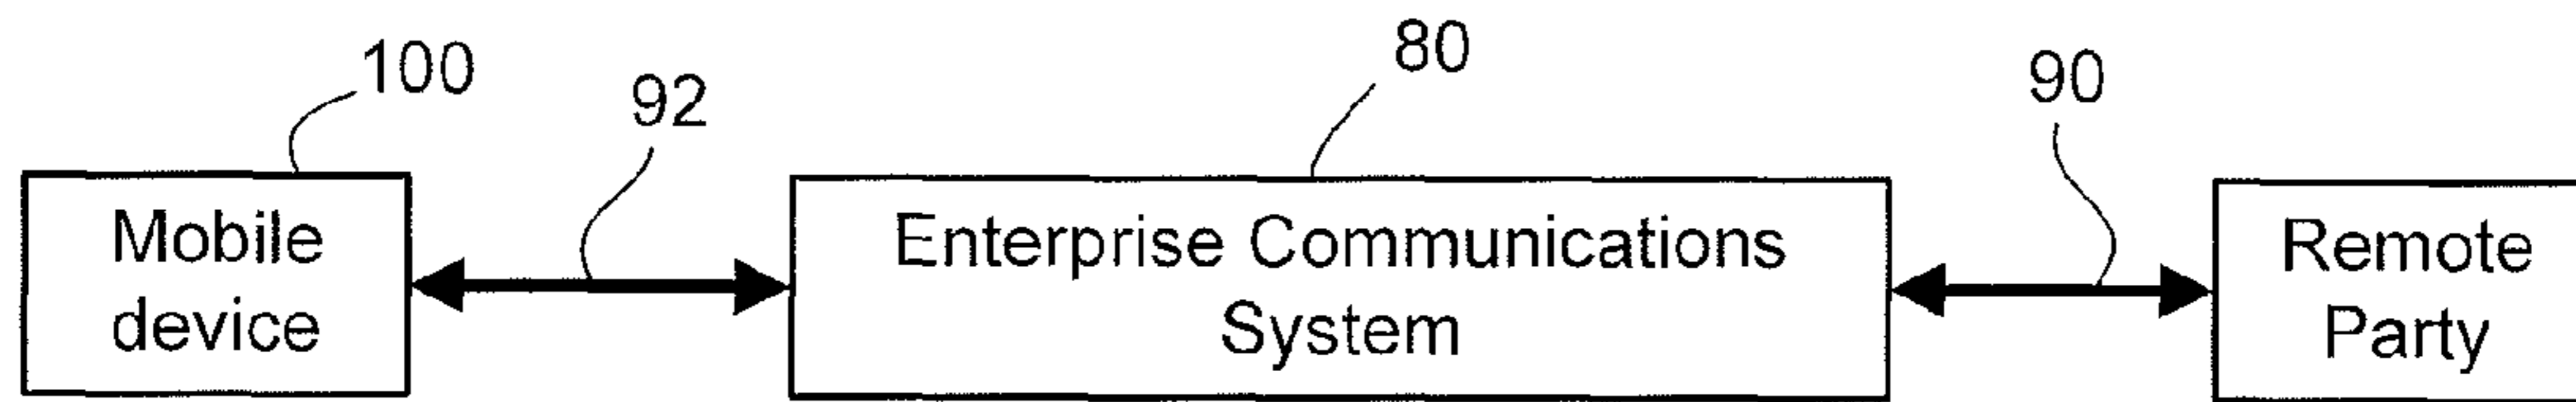 100
92
80
90
Mobile
device
Enterprise Communications
System
Remote
Party